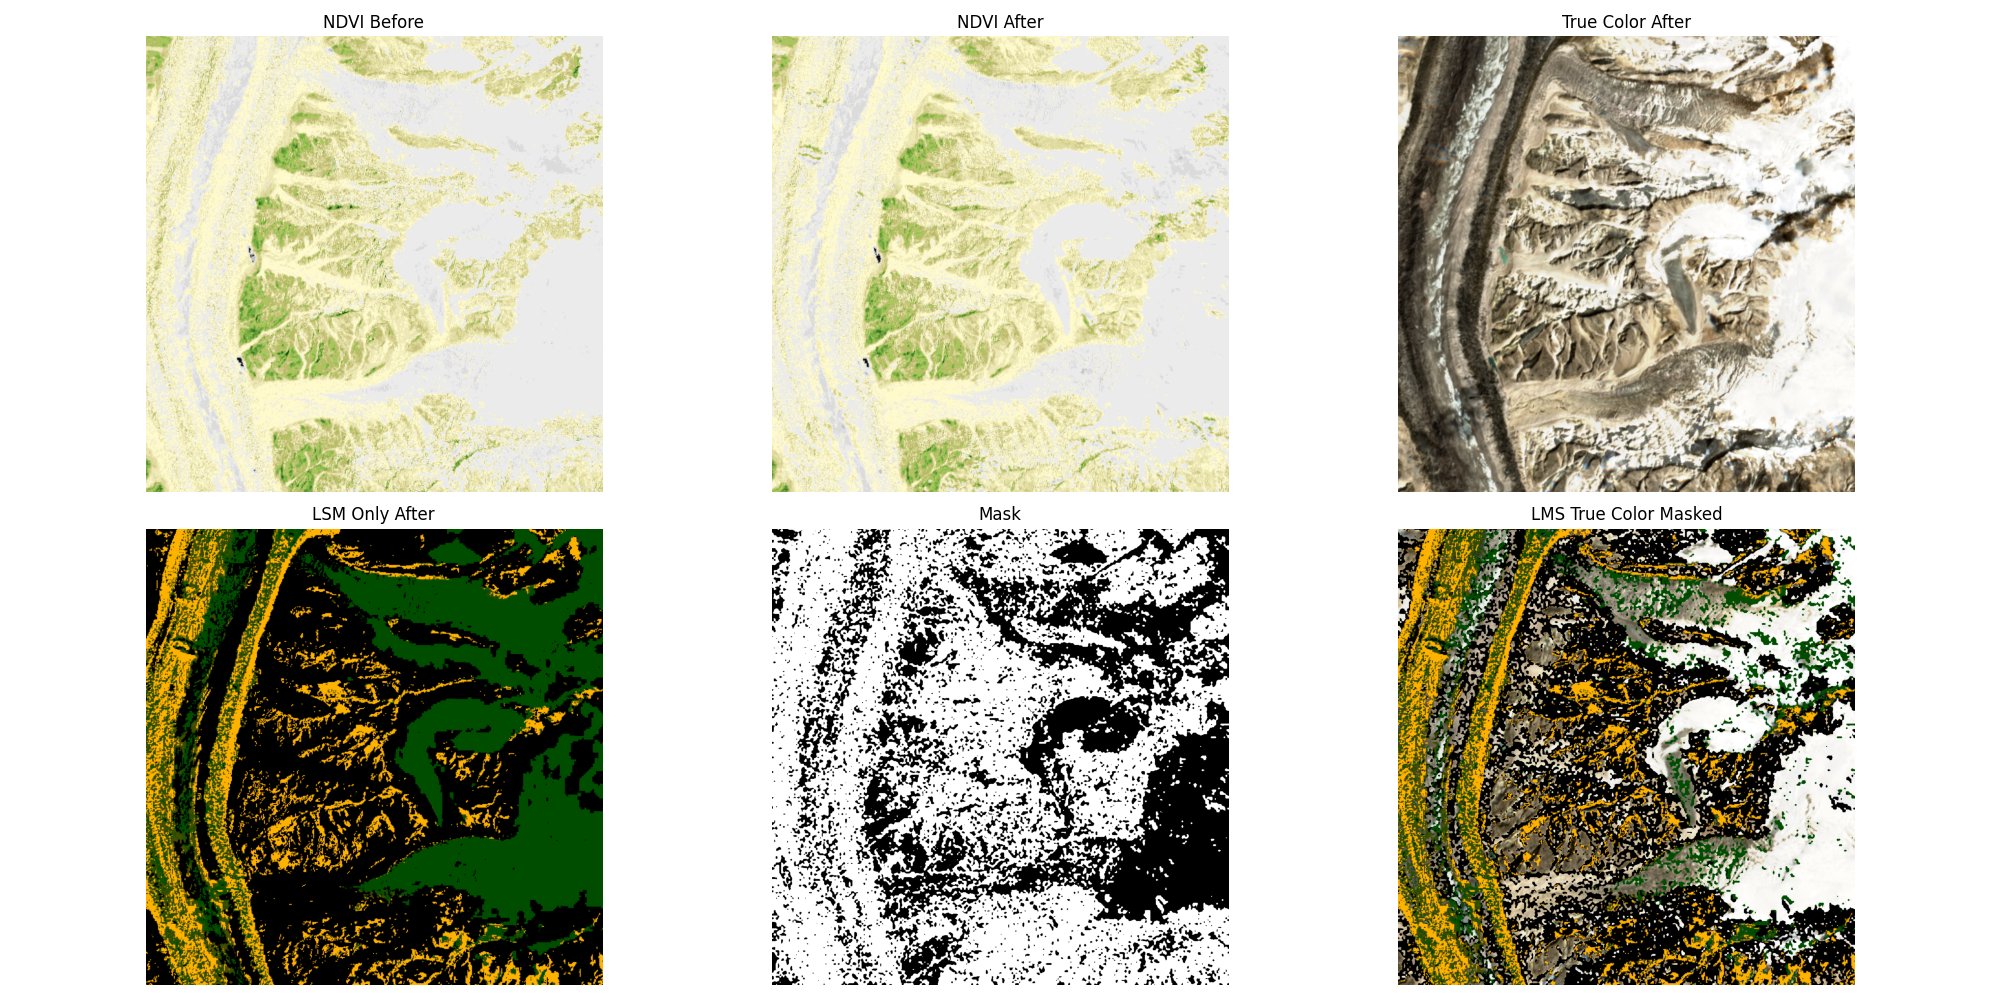 NDVI Before
NDVI After
True Color After
LSM Only After
Mask
LMS True Color Masked